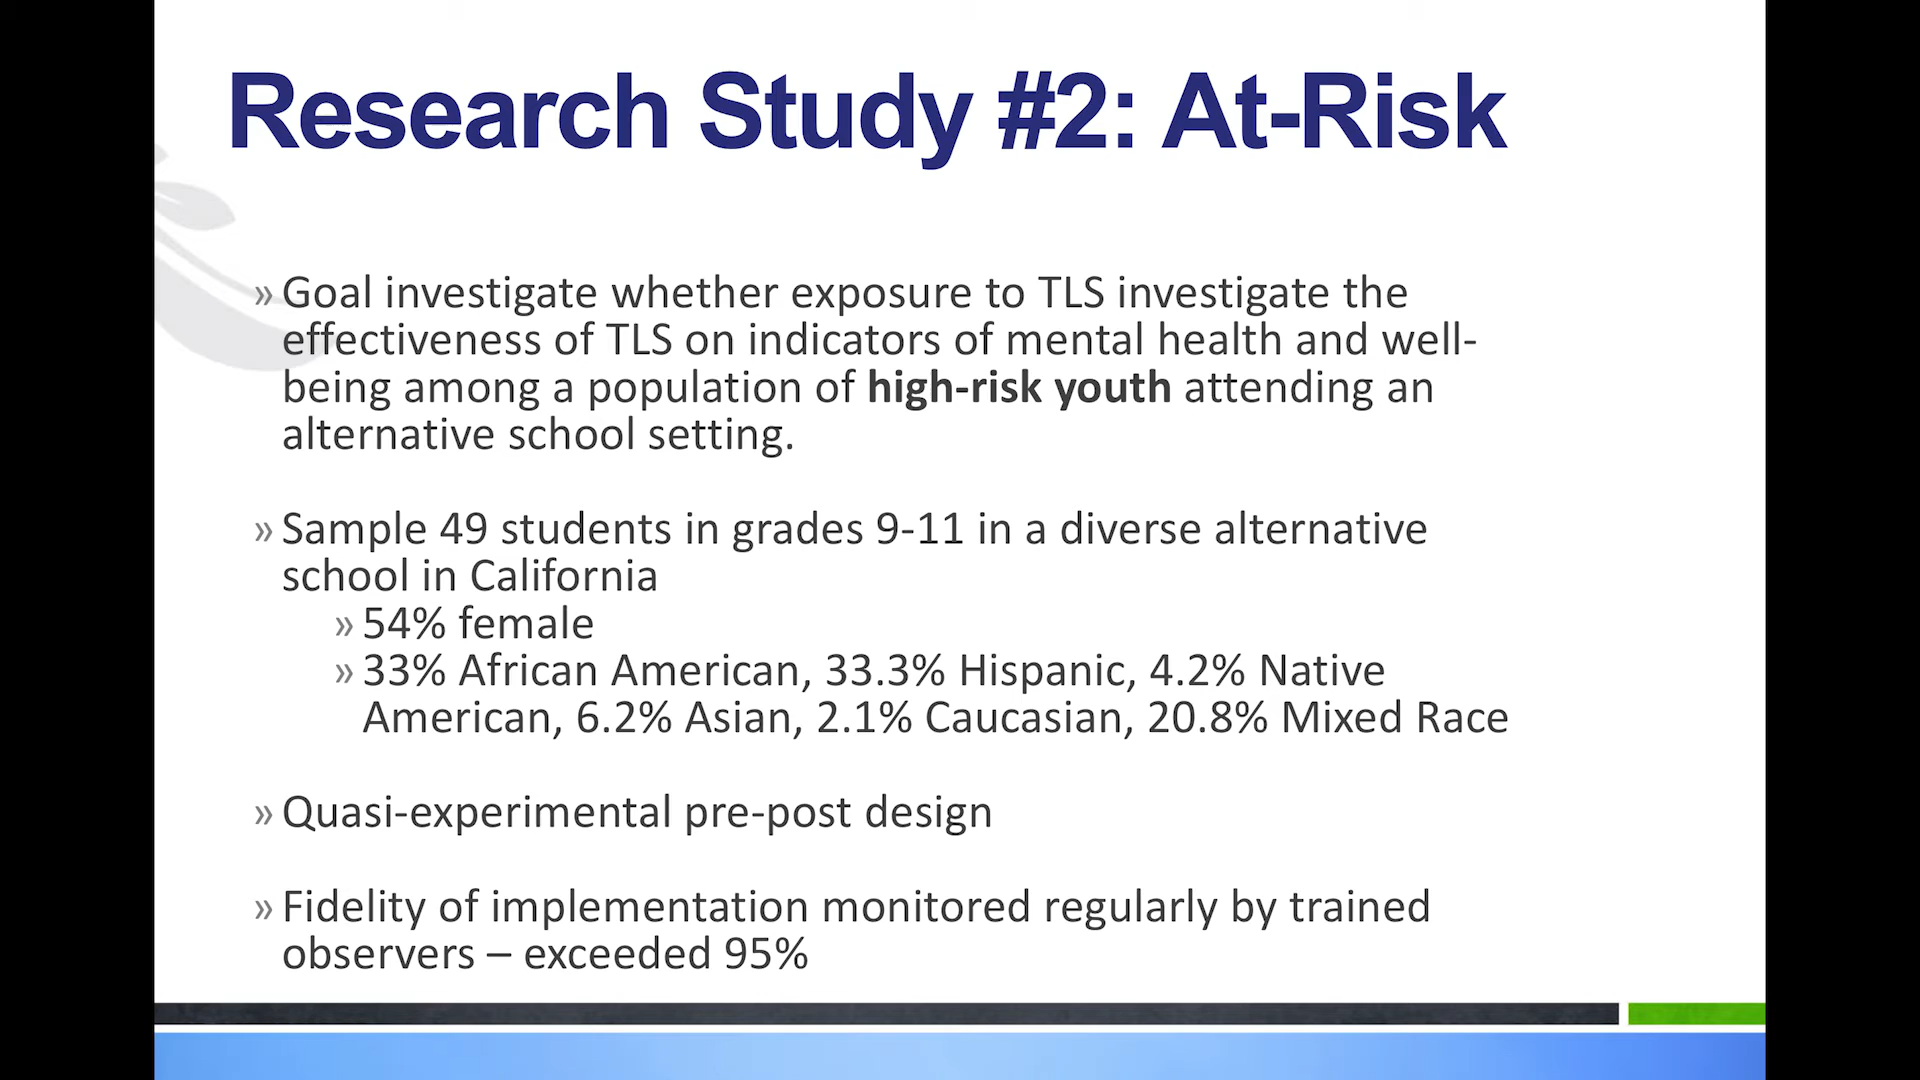 Research Study #2: At-Risk
» Goal investigate whether exposure to TLS investigate the
effectiveness of TLS on indicators of mental health and well-
being among a population of high-risk youth attending an
alternative school setting.
» Sample 49 students in grades 9-11 in a diverse alternative
school in California
» 54% female
» 33% African American, 33.3% Hispanic, 4.2% Native
American, 6.2% Asian, 2.1% Caucasian, 20.8% Mixed Race
» Quasi-experimental pre-post design
» Fidelity of implementation monitored regularly by trained
observers – exceeded 95%